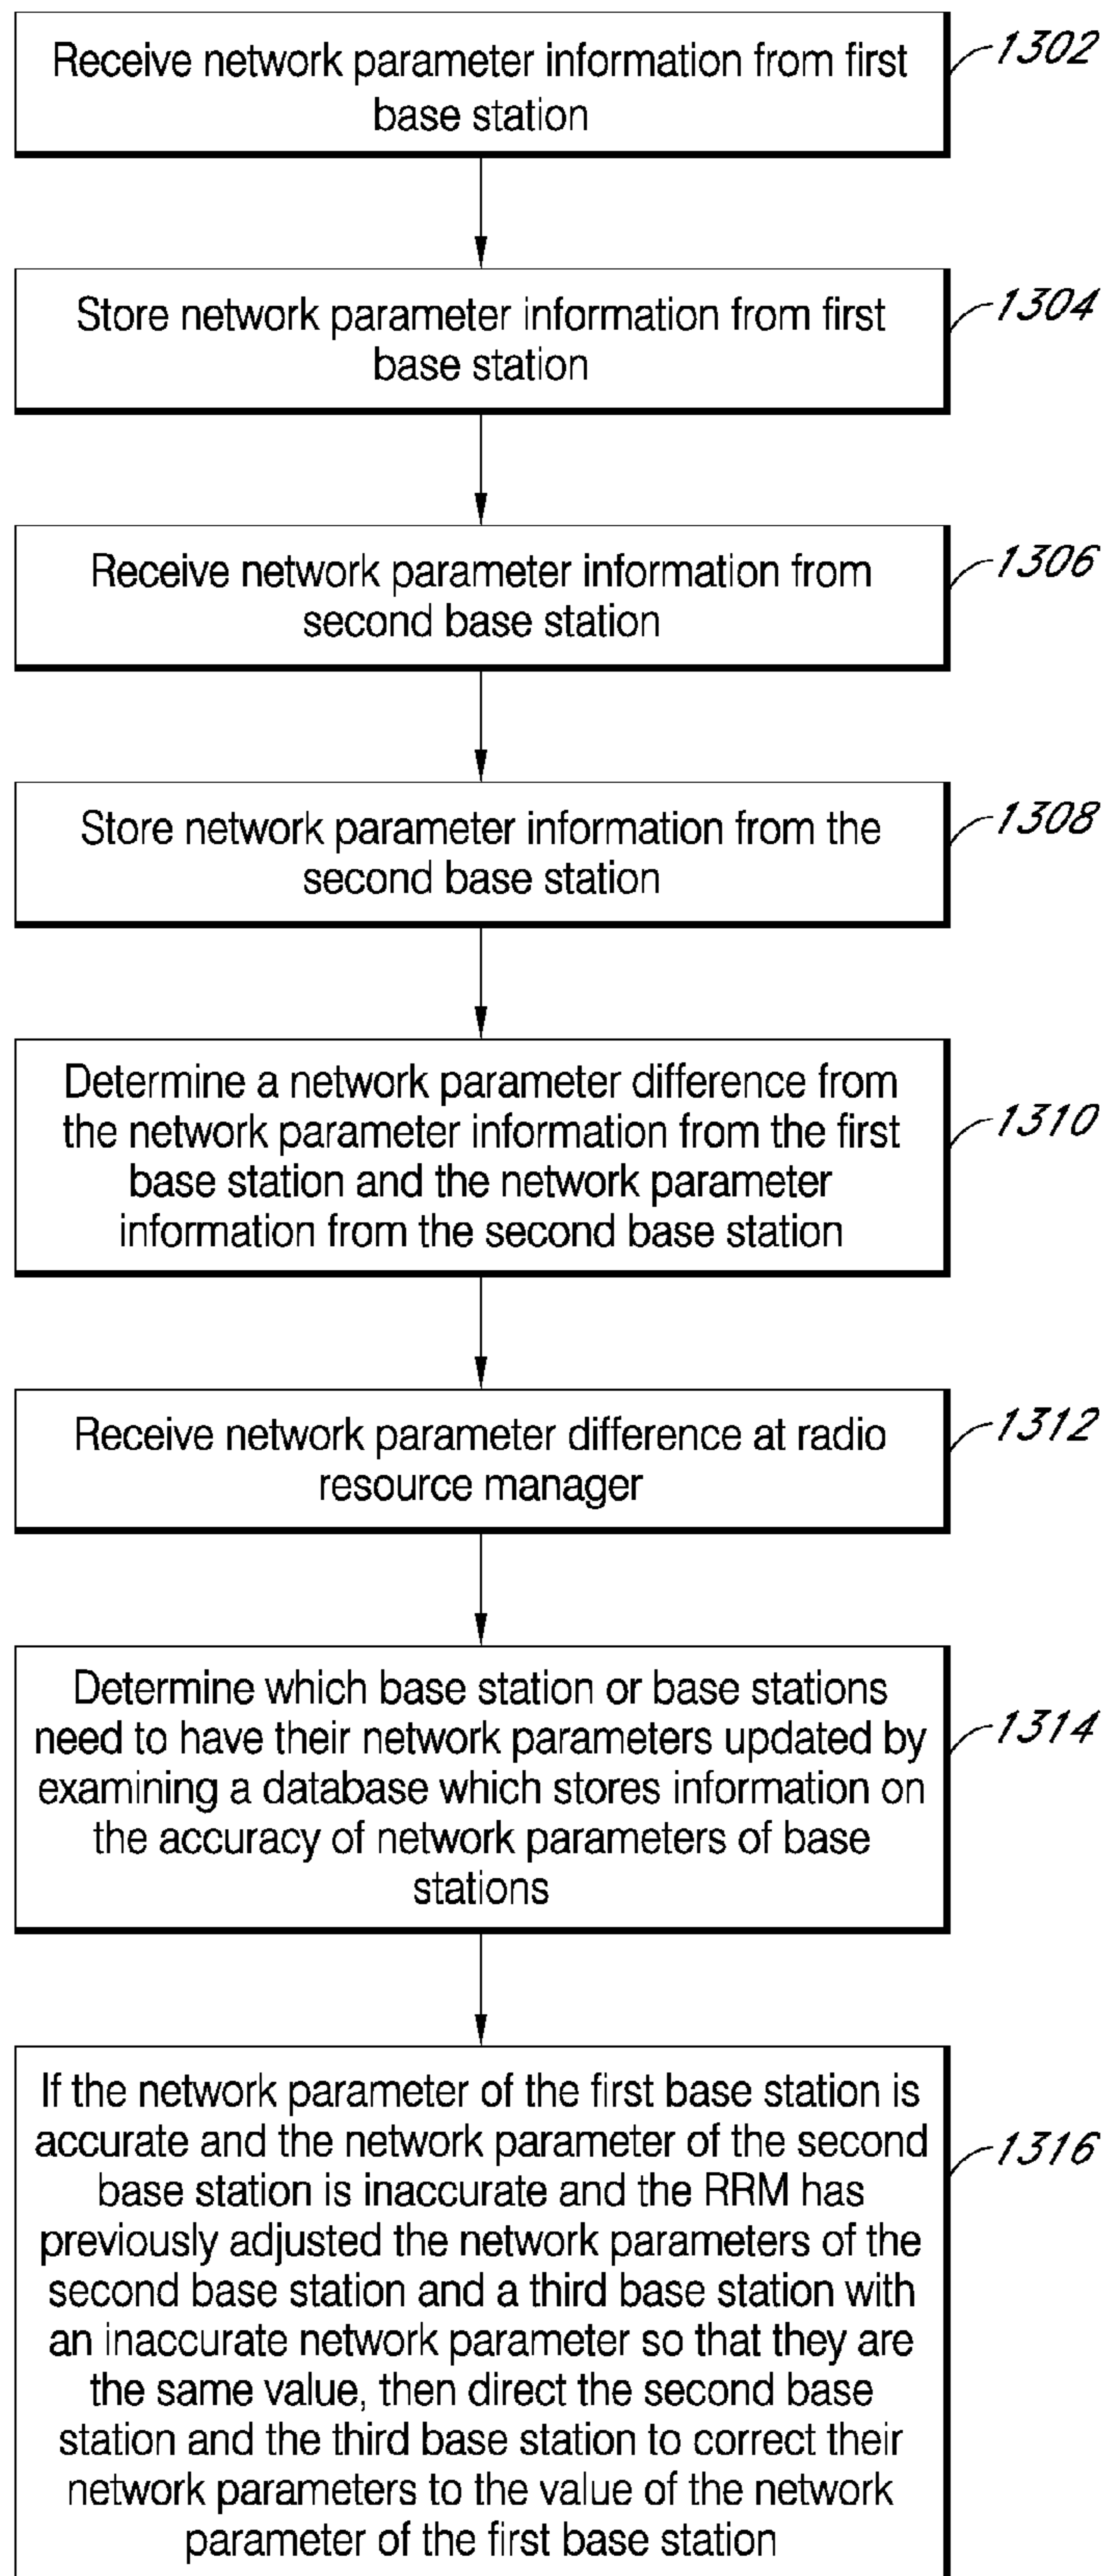 Receive network parameter information from first
base station
1302
Store network parameter information from first
base station
1304
Receive network parameter information from
second base station
1306
Store network parameter information from the
second base station
1308
Determine a network parameter difference from
the network parameter information from the first
base station and the network parameter
information from the second base station
1310
Receive network parameter difference at radio
resource manager
1312
Determine which base station or base stations
need to have their network parameters updated by
examining a database which stores information on
the accuracy of network parameters of base
stations
1314
If the network parameter of the first base station is
accurate and the network parameter of the second
base station is inaccurate and the RRM has
previously adjusted the network parameters of the
second base station and a third base station with
an inaccurate network parameter so that they are
the same value, then direct the second base
station and the third base station to correct their
network parameters to the value of the network
parameter of the first base station
1316